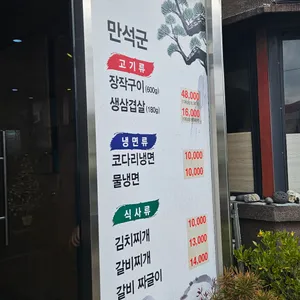 만석군
고기류
장작구이(600g) 48,000
생삼겹살(180g) 16,000
냉면류
코다리냉면 10,000
물냉면 10,000
식사류
김치찌개 10,000
갈비찌개 13,000
갈비 짜글이 14,000